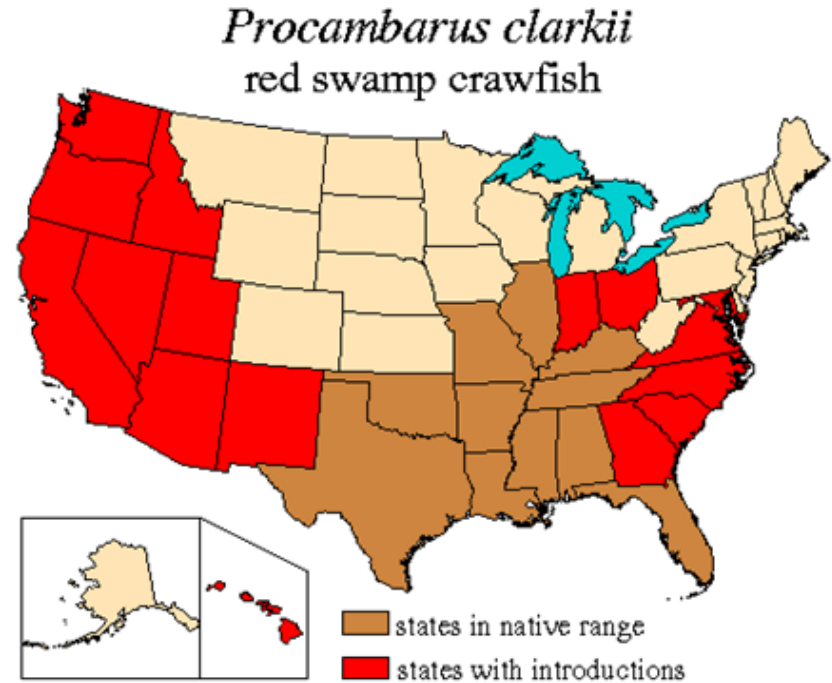 Procambarus clarkii
red swamp crawfish
states in native range
states with introductions